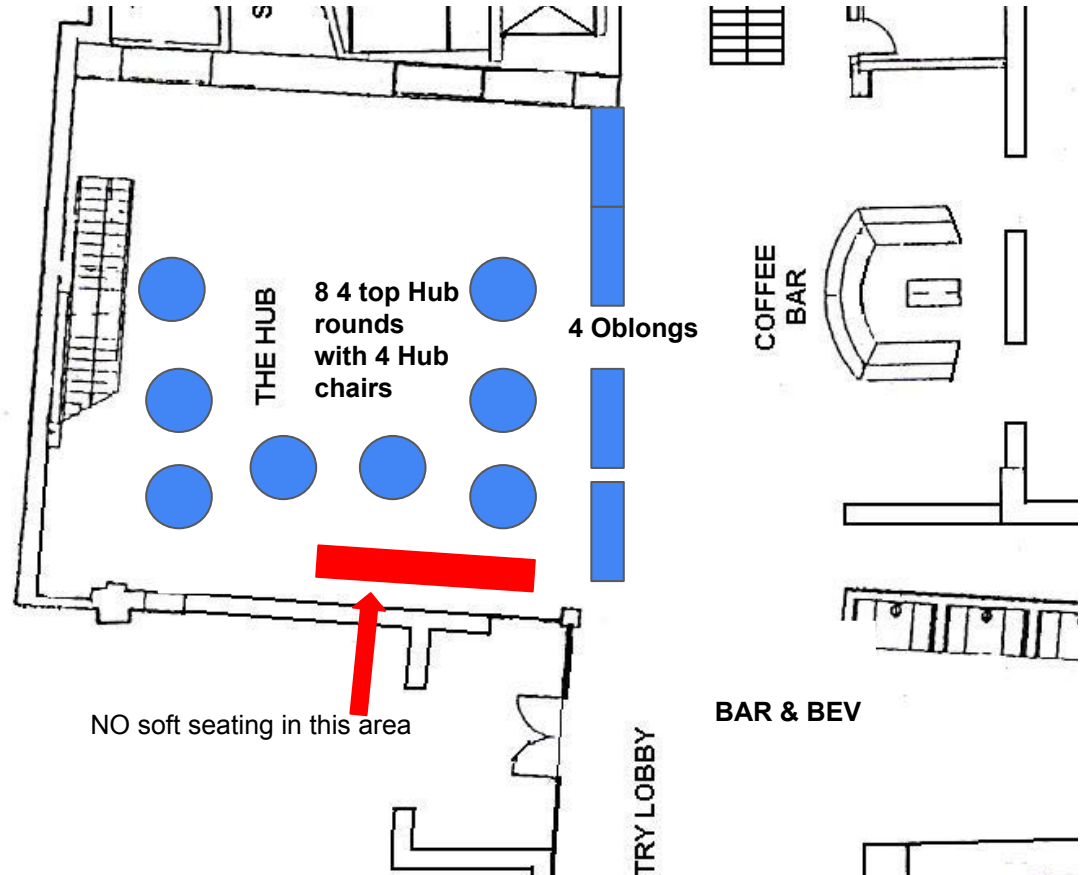 S
8 4 top Hub
rounds
with 4 Hub
chairs
THE HUB
4 Oblongs
COFFEE
BAR
NO soft seating in this area
BAR & BEV
TRY LOBBY